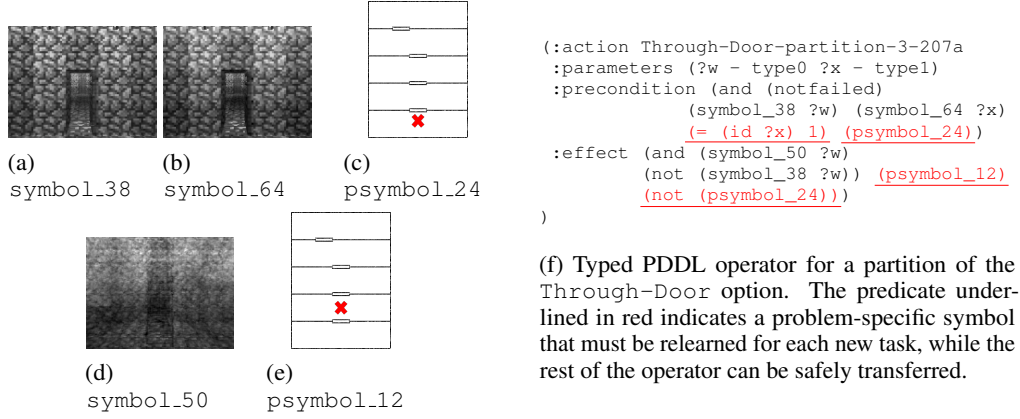 (a)
symbol_38
(b)
symbol_64
(c)
psymbol_24
(d)
symbol_50
(e)
psymbol_12
(:action Through-Door-partition-3-207a
:parameters (?w - type0 ?x - type1)
:precondition (and (notfailed)
(symbol_38 ?w) (symbol_64 ?x)
(= (id ?x) 1) (psymbol_24))
:effect (and (symbol_50 ?w)
(not (symbol_38 ?w)) (psymbol_12)
(not (psymbol_24)))
)
(f) Typed PDDL operator for a partition of the
Through-Door option. The predicate under-
lined in red indicates a problem-specific symbol
that must be relearned for each new task, while the
rest of the operator can be safely transferred.